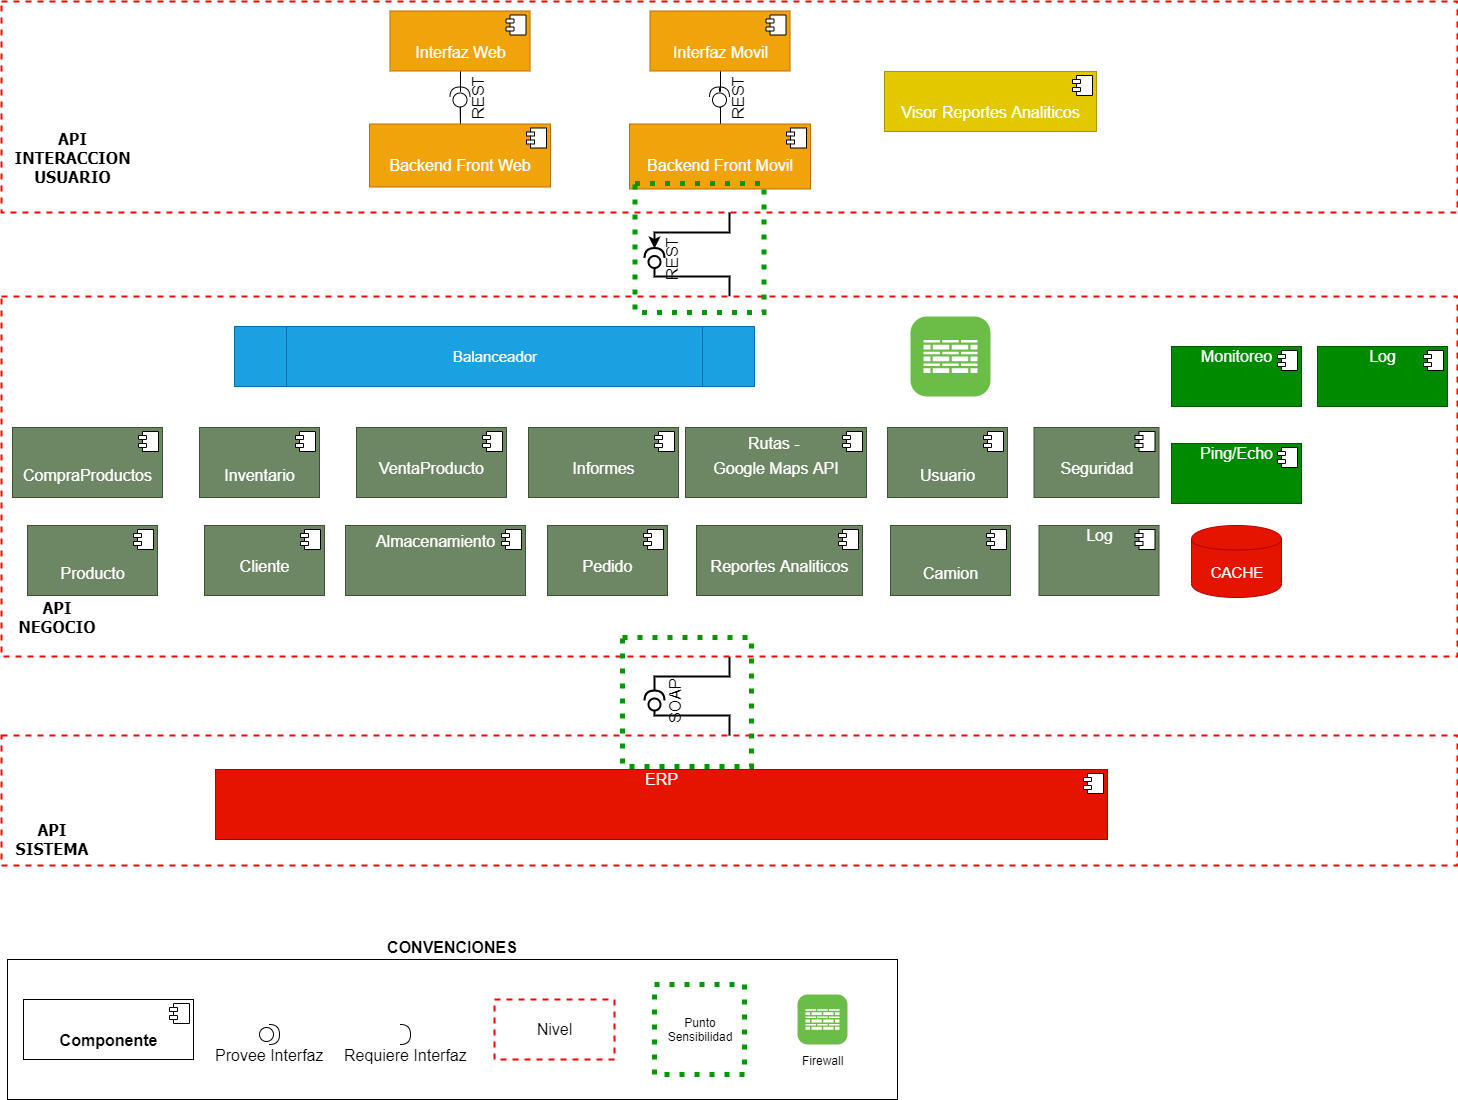 Interfaz Web
Interfaz Movil
REST
REST
Visor Reportes Analiticos
Backend Front Web
Backend Front Movil
API
INTERACCION
USUARIO
REST
Balanceador
Monitoreo
Log
CompraProductos
Inventario
VentaProducto
Informes
Rutas -
Google Maps API
Usuario
Seguridad
Ping/Echo
Producto
Cliente
Almacenamiento
Pedido
Reportes Analiticos
Camion
Log
CACHE
API
NEGOCIO
SOAP
ERP
API
SISTEMA
CONVENCIONES
Componente
Provee Interfaz
Requiere Interfaz
Nivel
Punto
Sensibilidad
Firewall